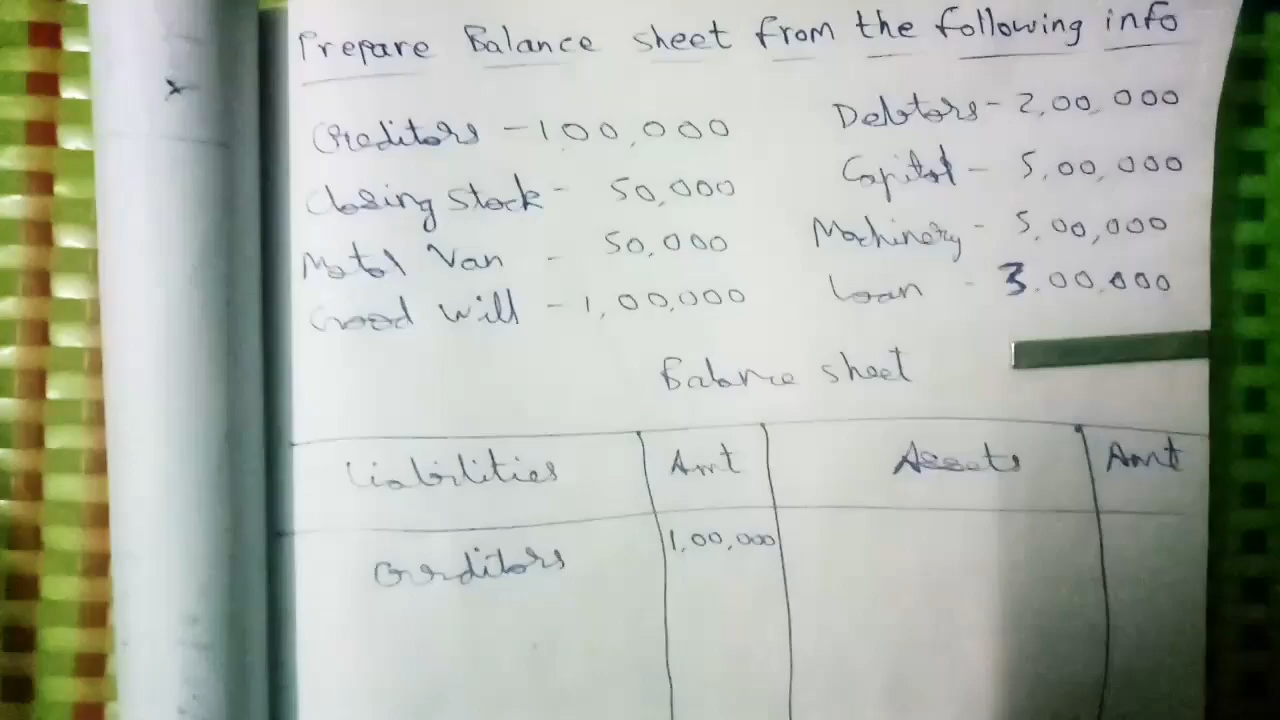 Prepare Balance sheet from the following info
Creditors - 1,00,000 Debtors - 2,00,000
Closing stock - 50,000 Capital - 5,00,000
Motor Van - 50,000 Machinery - 5,00,000
Good Will - 1,00,000 Loan - 3,00,000
Balance sheet
Liabilities Amt Assets Amt
Creditors 1,00,000